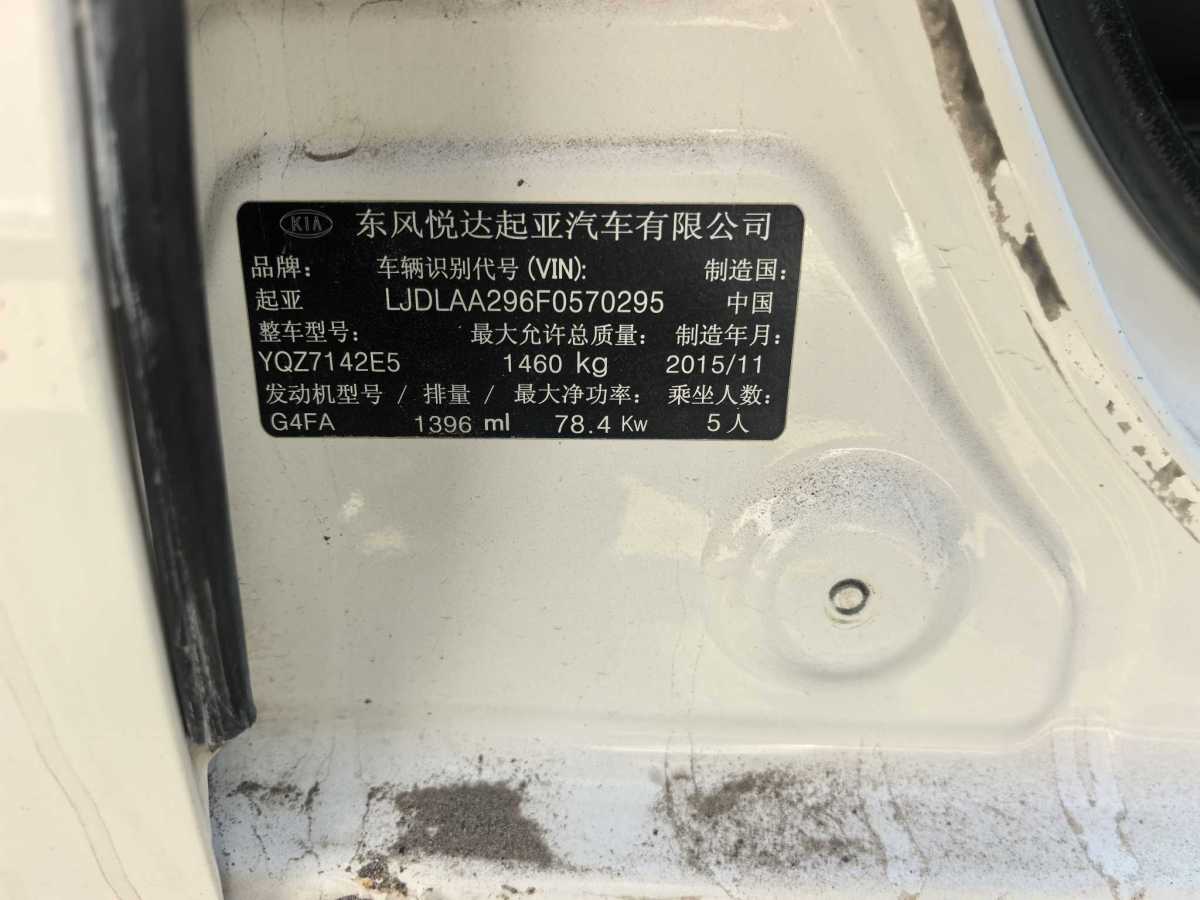 KIA 东风悦达起亚汽车有限公司
品牌: 车辆识别代号 (VIN): 制造国:
起亚 LJDLAA296F0570295 中国
整车型号: 最大允许总质量: 制造年月:
YQZ7142E5 1460 kg 2015/11
发动机型号 / 排量 / 最大净功率: 乘坐人数:
G4FA 1396 ml 78.4 Kw 5人